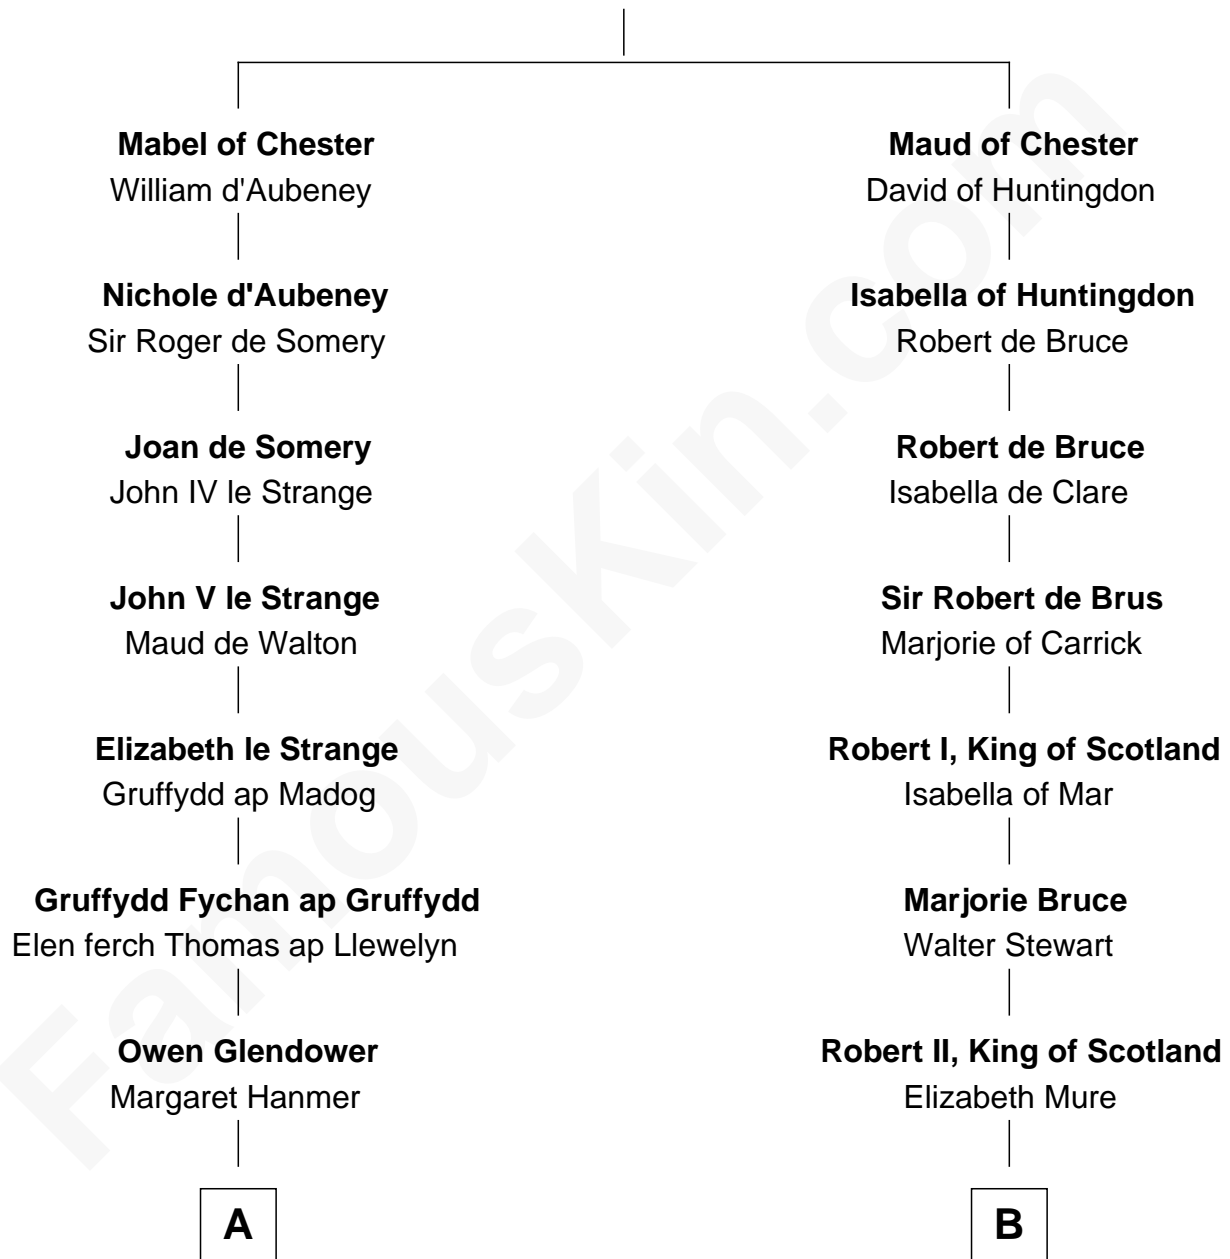 Mabel of Chester
William d'Aubeney
Nichole d'Aubeney
Sir Roger de Somery
Joan de Somery
John IV le Strange
John V le Strange
Maud de Walton
Elizabeth le Strange
Gruffydd ap Madog
Gruffydd Fychan ap Gruffydd
Elen ferch Thomas ap Llewelyn
Owen Glendower
Margaret Hanmer
A
Maud of Chester
David of Huntingdon
Isabella of Huntingdon
Robert de Bruce
Robert de Bruce
Isabella de Clare
Sir Robert de Brus
Marjorie of Carrick
Robert I, King of Scotland
Isabella of Mar
Marjorie Bruce
Walter Stewart
Robert II, King of Scotland
Elizabeth Mure
B
FamousKin.com